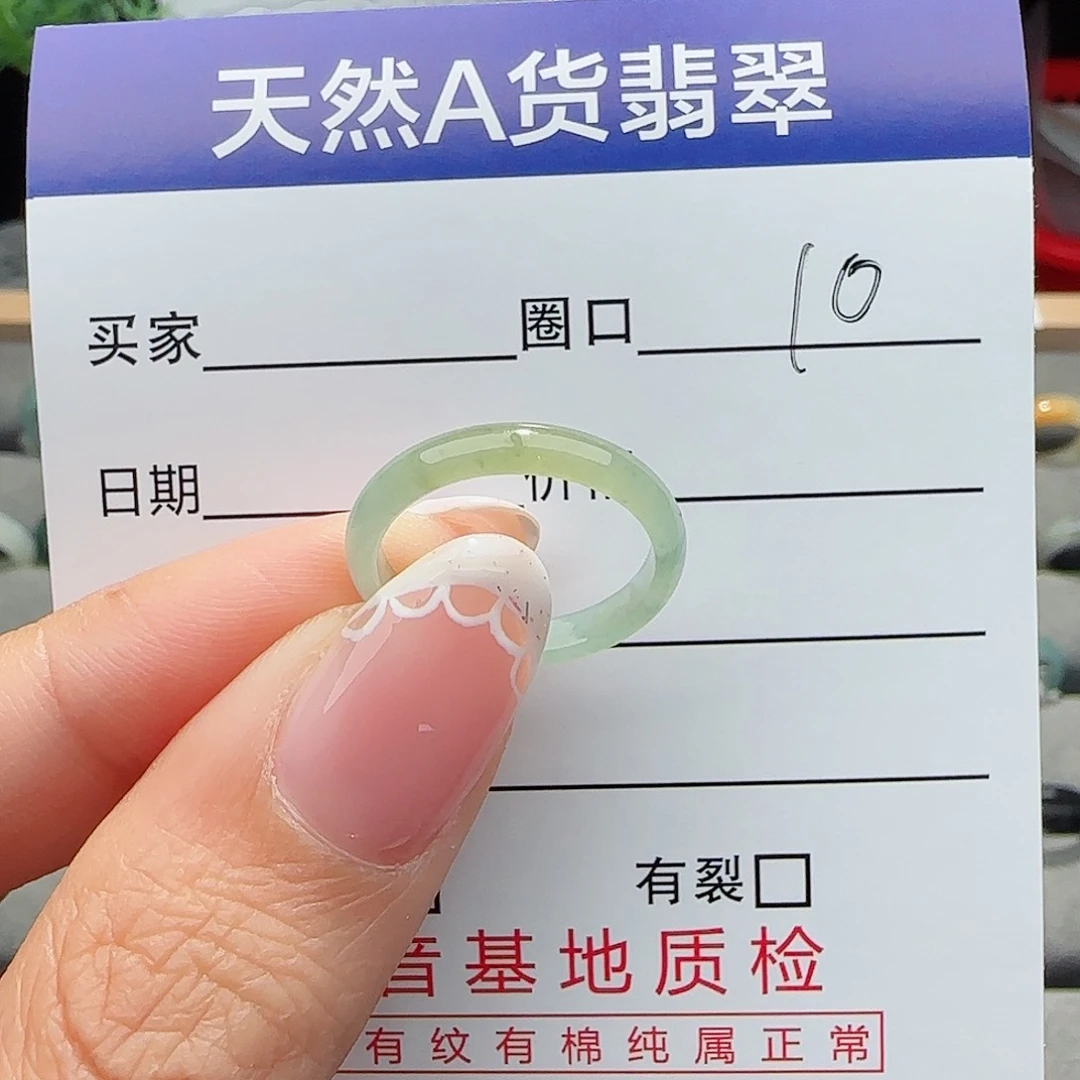 天然A货翡翠
买家 圈口 10
日期
有裂
基地质检
有纹有棉纯属正常